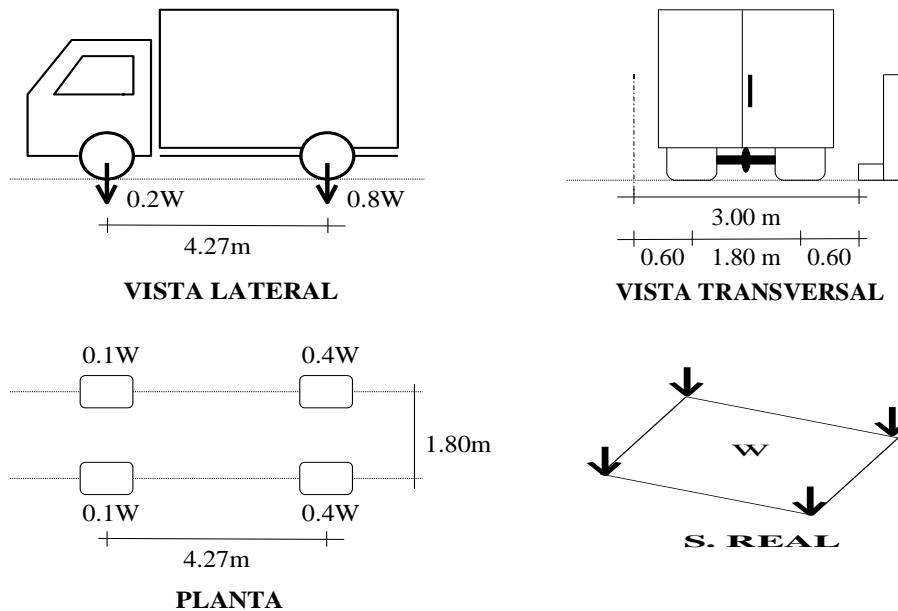 0.2W
0.8W
4.27m
VISTA LATERAL
3.00 m
0.60
1.80 m
0.60
VISTA TRANSVERSAL
0.1W
0.4W
1.80m
0.1W
0.4W
4.27m
PLANTA
W
S. REAL